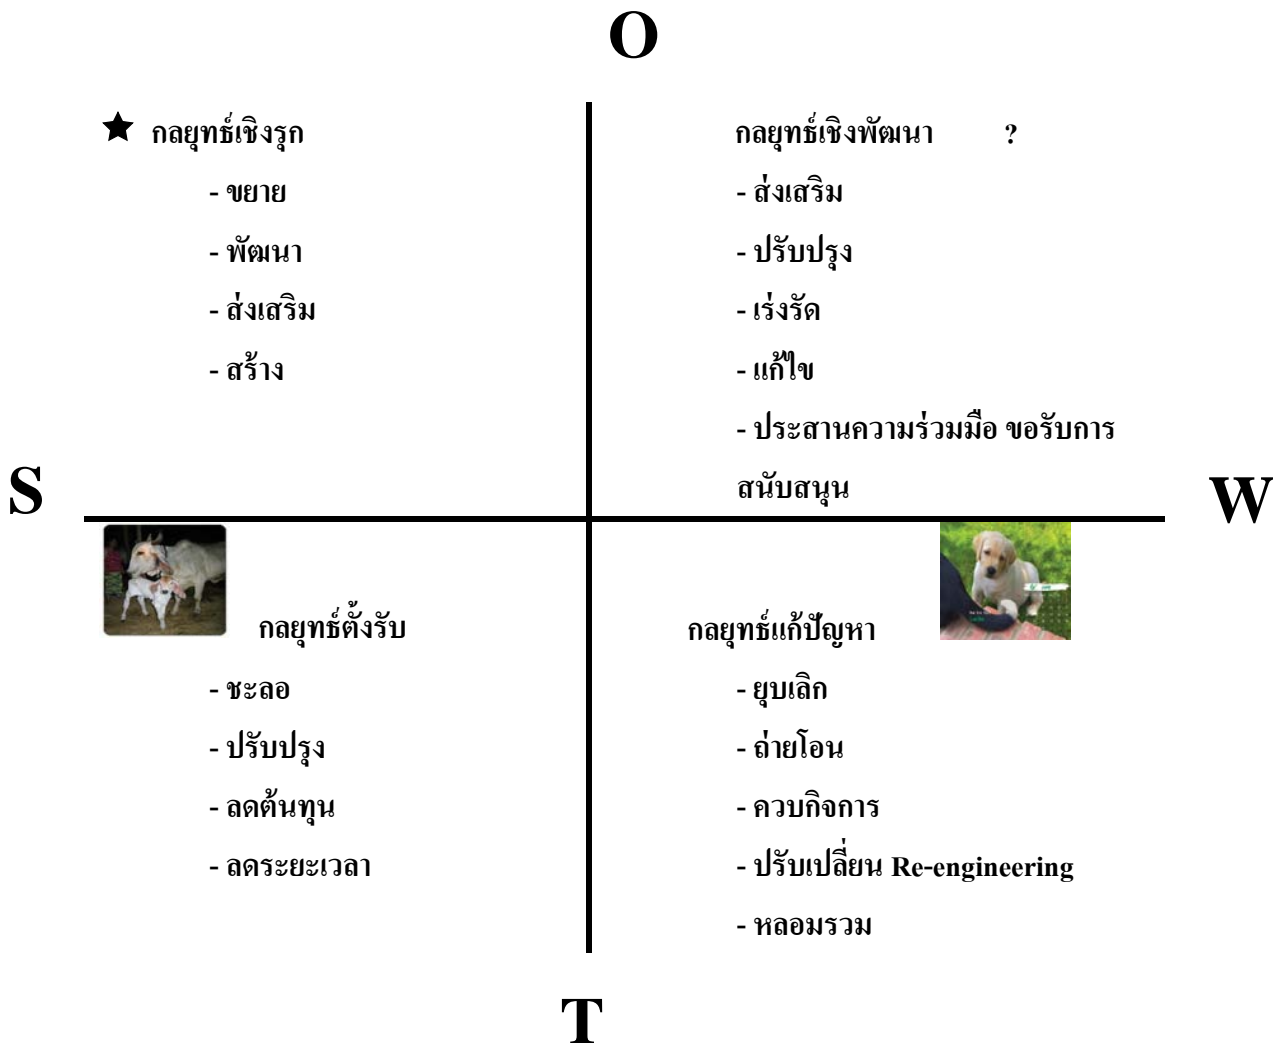 O
กลยุทธ์เชิงรุก
- ขยาย
- พัฒนา
- ส่งเสริม
- สร้าง
กลยุทธ์เชิงพัฒนา ?
- ส่งเสริม
- ปรับปรุง
- เร่งรัด
- แก้ไข
- ประสานความร่วมมือ ขอรับการ
สนับสนุน
S
W
กลยุทธ์ตั้งรับ
- ชะลอ
- ปรับปรุง
- ลดต้นทุน
- ลดระยะเวลา
กลยุทธ์แก้ปัญหา
- ยุบเลิก
- ถ่ายโอน
- ควบกิจการ
- ปรับเปลี่ยน Re-engineering
- หลอมรวม
T